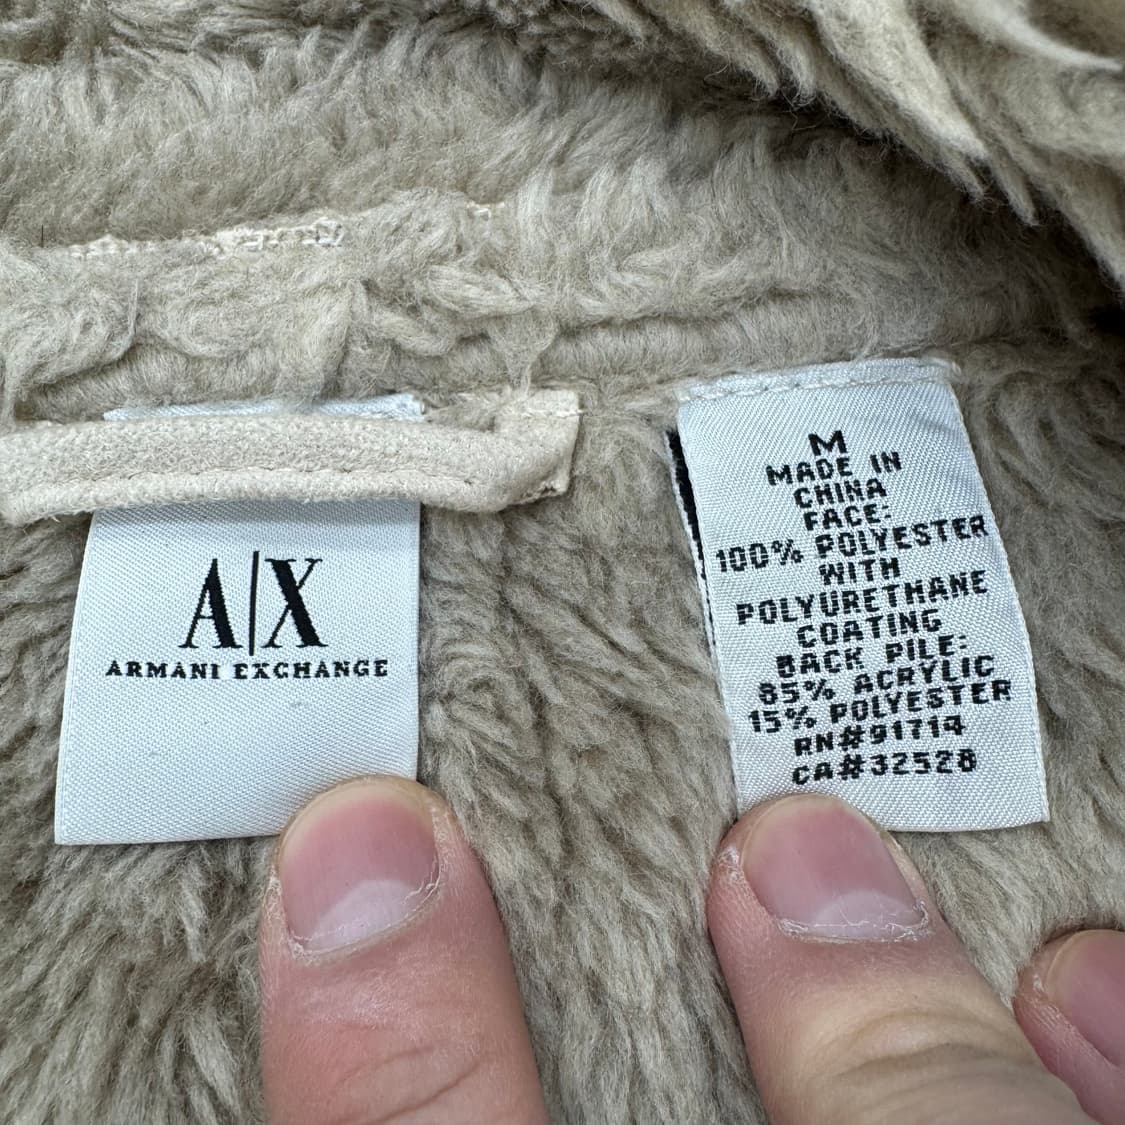 A|X
ARMANI EXCHANGE
M
MADE IN
CHINA
FACE:
100% POLYESTER
WITH
POLYURETHANE
COATING
BACK PILE:
85% ACRYLIC
15% POLYESTER
RN#91714
CA#32528